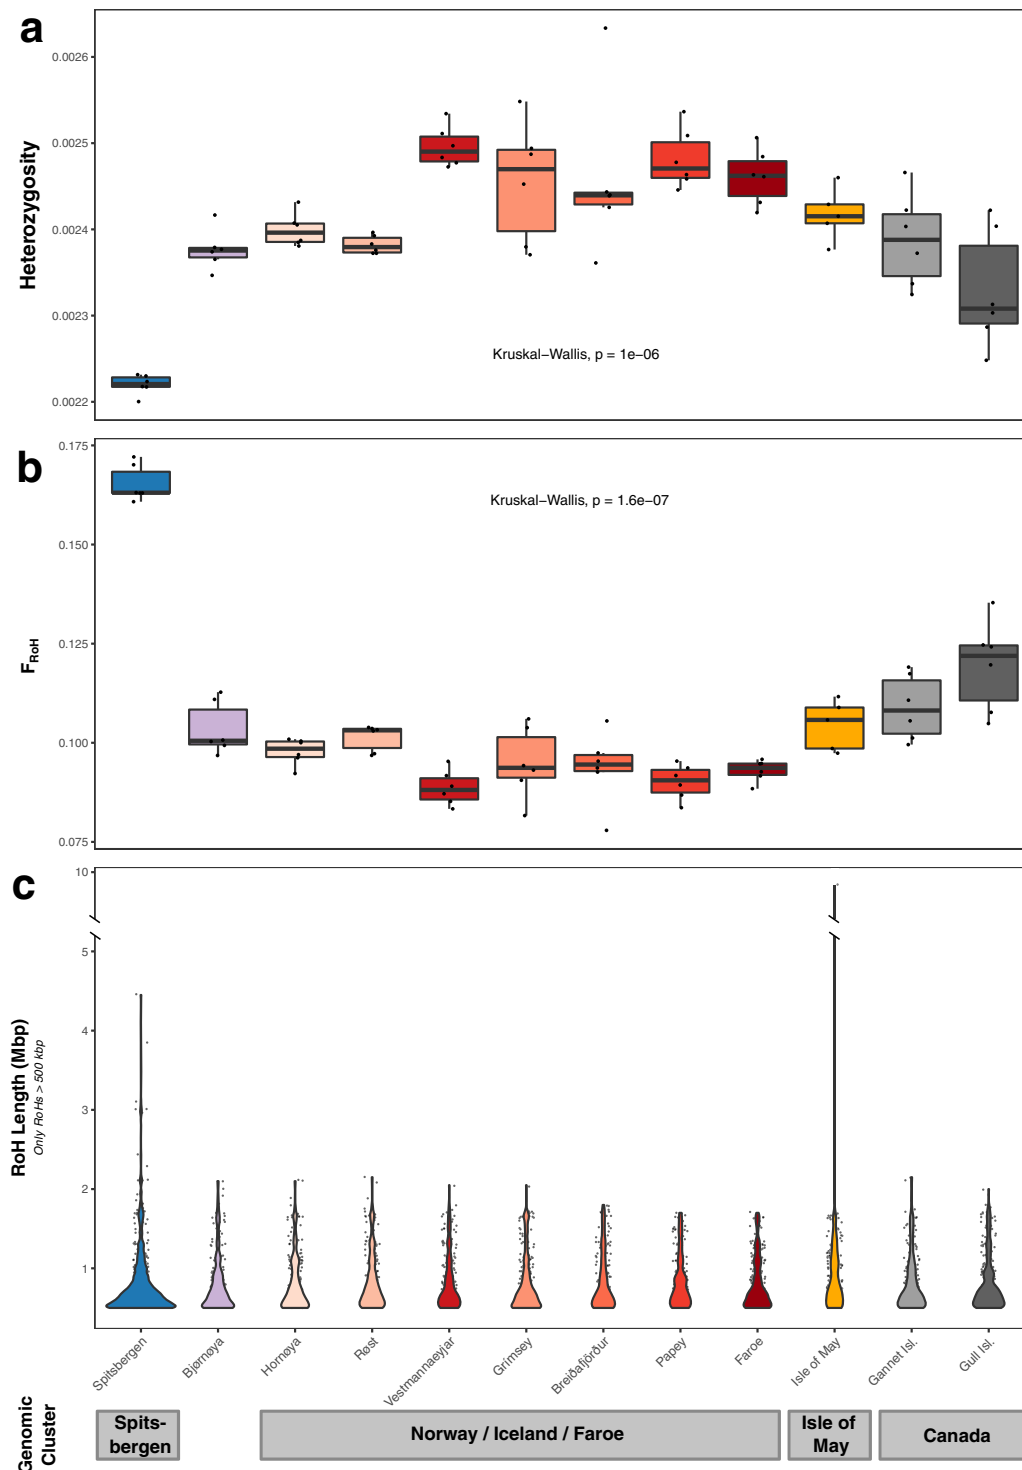 a
0.0026
0.0025
0.0024
0.0023
0.0022
Heterozygosity
Kruskal−Wallis, p = 1e−06
b
0.175
0.150
0.125
0.100
0.075
FRoH
Kruskal−Wallis, p = 1.6e−07
c
10
5
4
3
2
1
RoH Length (Mbp)
Only RoHs > 500 kbp
Spitsbergen
Bjørnøya
Hornøya
Røst
Vestmannaeyjar
Grimsey
Breiðafjörður
Papey
Faroe
Isle of May
Gannet Isl.
Gull Isl.
Genomic
Cluster
Spits-
bergen
Norway / Iceland / Faroe
Isle of
May
Canada